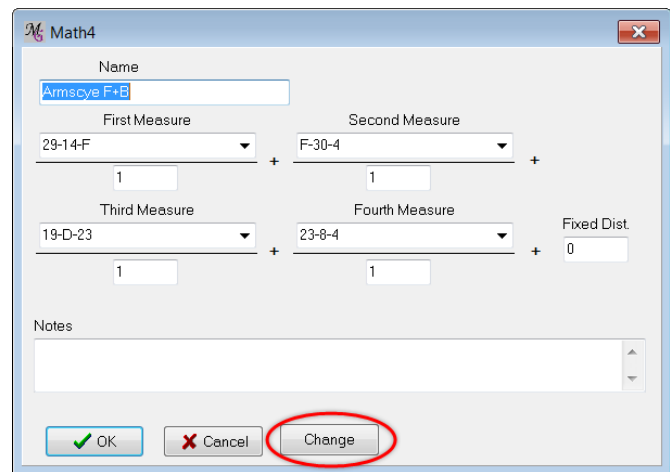 Math4
Name
Armscye F+B
First Measure Second Measure
29-14-F + F-30-4 +
1 1
Third Measure Fourth Measure Fixed Dist.
19-D-23 + 23-8-4 + 0
1 1
Notes
OK Cancel Change